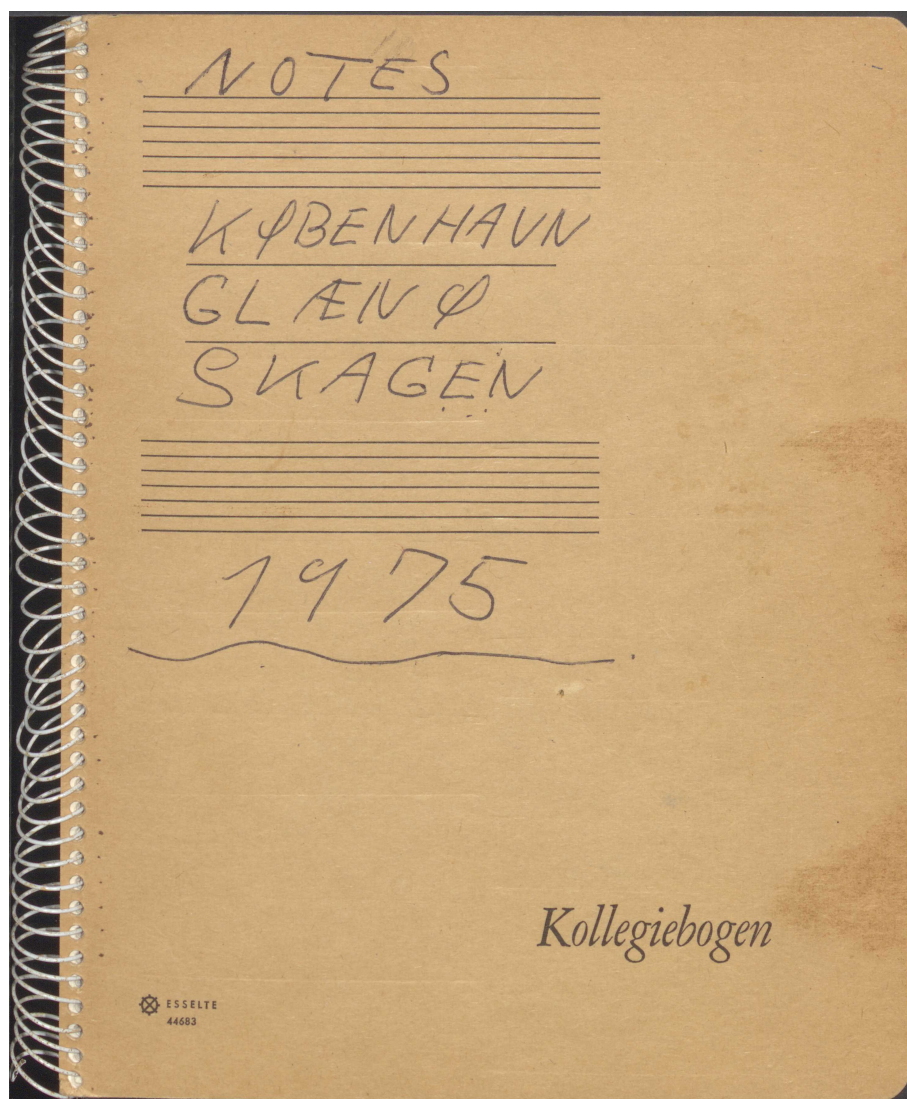 NOTES
KØBENHAVN
GLÆNØ
SKAGEN
1975
Kollegiebogen
ESSELTE
44683